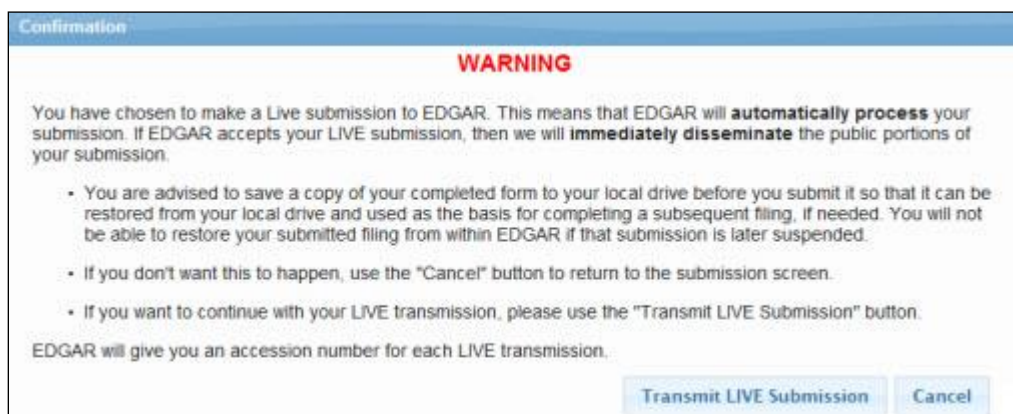 Confirmation
WARNING
You have chosen to make a Live submission to EDGAR. This means that EDGAR will automatically process your
submission. If EDGAR accepts your LIVE submission, then we will immediately disseminate the public portions of
your submission.
• You are advised to save a copy of your completed form to your local drive before you submit it so that it can be
restored from your local drive and used as the basis for completing a subsequent filing, if needed. You will not
be able to restore your submitted filing from within EDGAR if that submission is later suspended.
• If you don't want this to happen, use the "Cancel" button to return to the submission screen.
• If you want to continue with your LIVE transmission, please use the "Transmit LIVE Submission" button.
EDGAR will give you an accession number for each LIVE transmission.
Transmit LIVE Submission Cancel